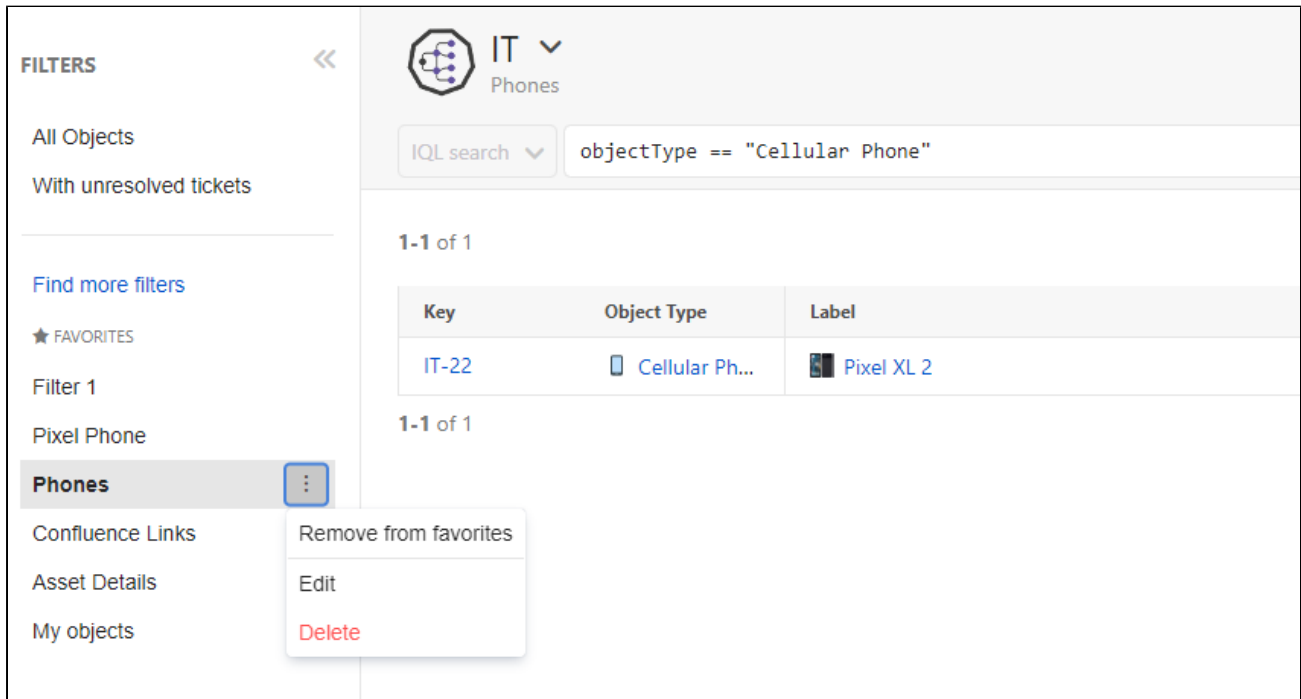 FILTERS
All Objects
With unresolved tickets
Find more filters
FAVORITES
Filter 1
Pixel Phone
Phones
Confluence Links
Asset Details
My objects
Remove from favorites
Edit
Delete
IT
Phones
IQL search
objectType == "Cellular Phone"
1-1 of 1
Key Object Type Label
IT-22 Cellular Ph... Pixel XL 2
1-1 of 1